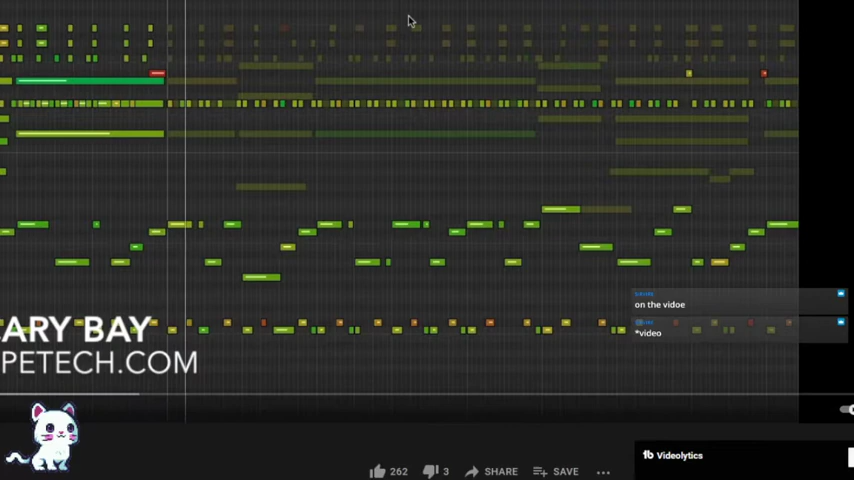 on the vidoe
*video
ARY BAY
PETECH.COM
Videolytics
262
3
SHARE
SAVE